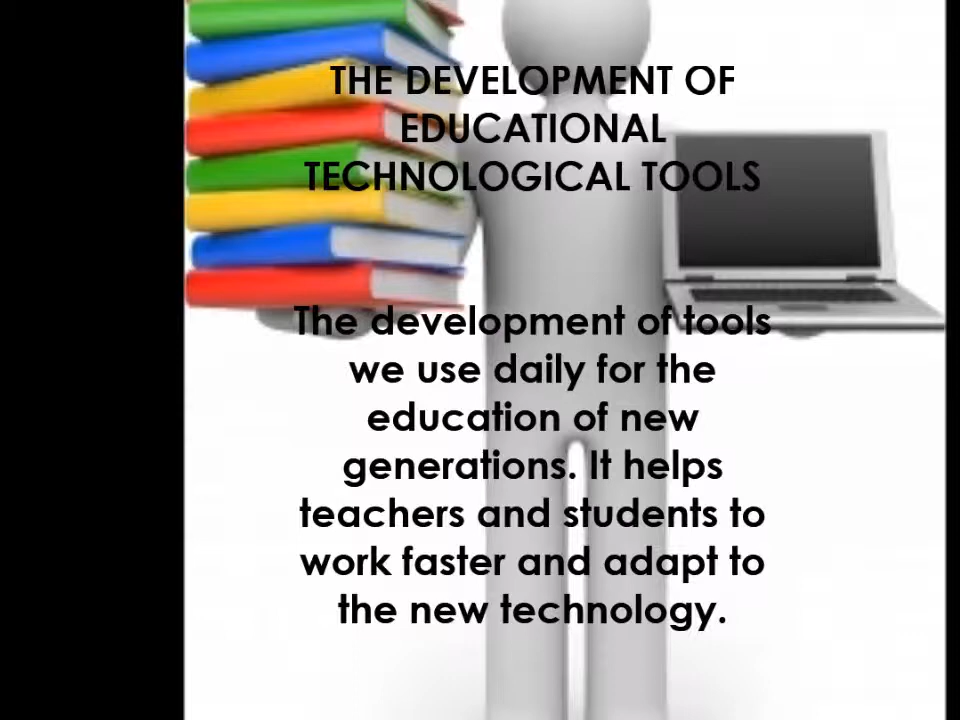 THE DEVELOPMENT OF
EDUCATIONAL
TECHNOLOGICAL TOOLS
The development of tools
we use daily for the
education of new
generations. It helps
teachers and students to
work faster and adapt to
the new technology.